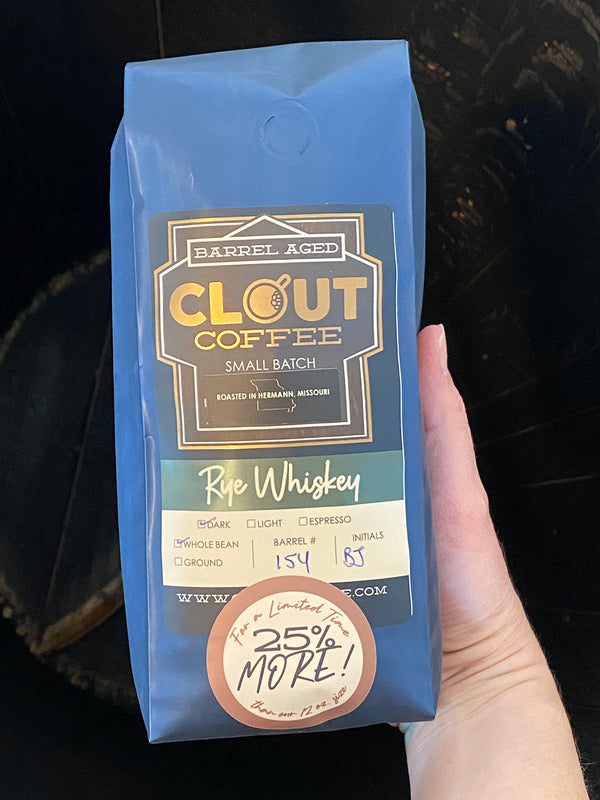 BARREL AGED
CLOUT
COFFEE
SMALL BATCH
ROASTED IN HERMANN, MISSOURI
Rye Whiskey
DARK LIGHT ESPRESSO
WHOLE BEAN
GROUND
BARREL #
154
INITIALS
BJ
.COM
For a Limited Time
25%
MORE!
than our 12 oz. size